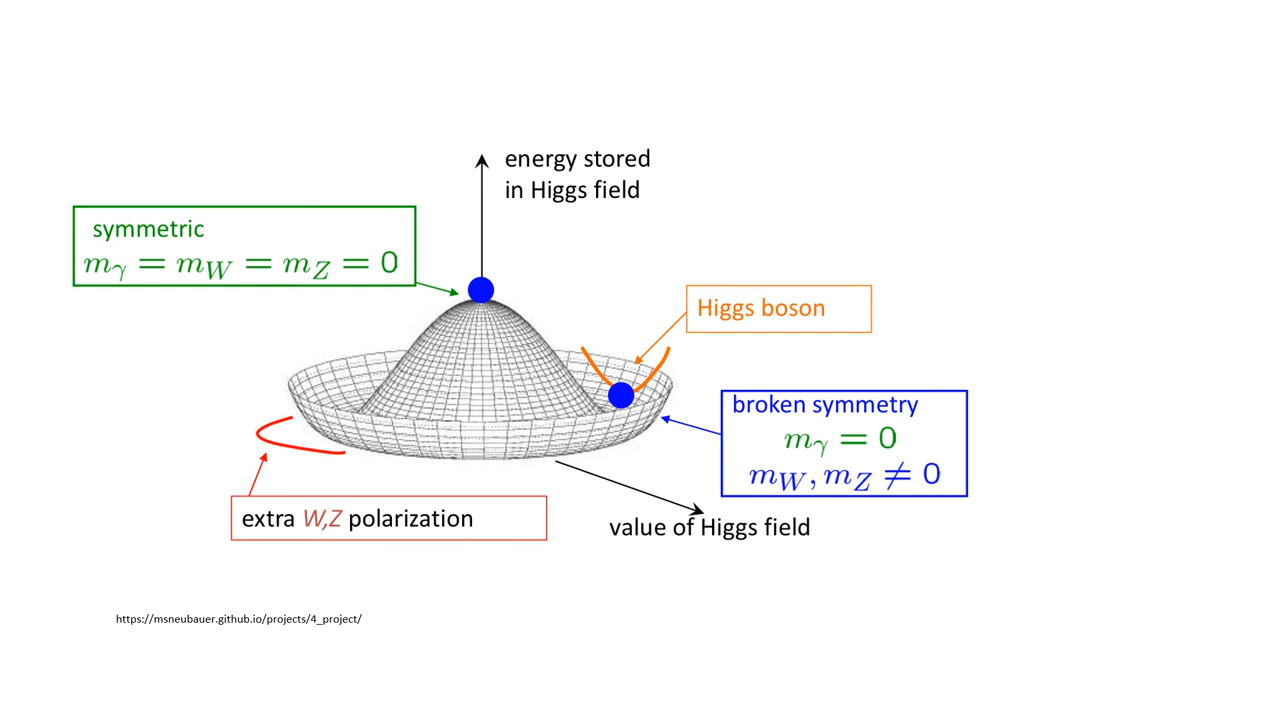 energy stored
in Higgs field
symmetric
m_γ = m_W = m_Z = 0
Higgs boson
broken symmetry
m_γ = 0
m_W, m_Z ≠ 0
extra W,Z polarization
value of Higgs field
https://msneubauer.github.io/projects/4_project/